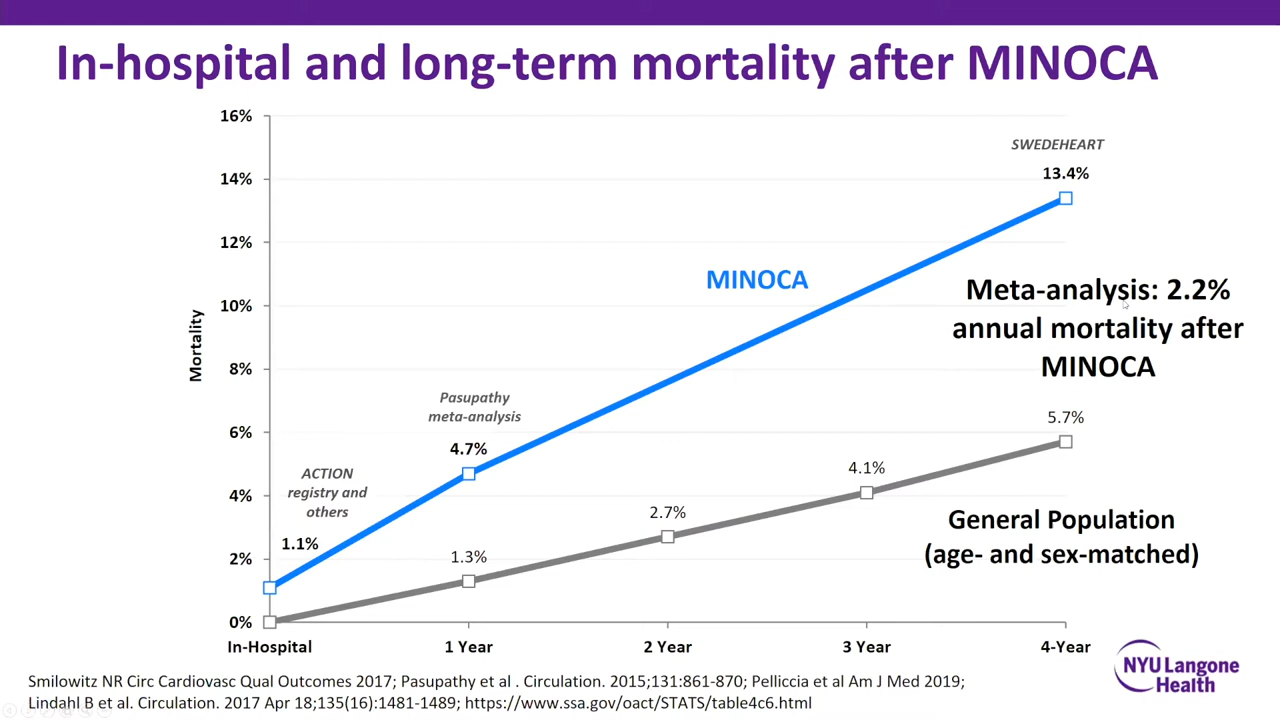 In-hospital and long-term mortality after MINOCA
16%
14%
12%
10%
8%
6%
4%
2%
0%
Mortality
SWEDEHEART
13.4%
MINOCA
Meta-analysis: 2.2%
annual mortality after
MINOCA
Pasupathy
meta-analysis
4.7%
ACTION
registry and
others
1.1%
1.3%
2.7%
4.1%
5.7%
General Population
(age- and sex-matched)
In-Hospital
1 Year
2 Year
3 Year
4-Year
Smilowitz NR Circ Cardiovasc Qual Outcomes 2017; Pasupathy et al . Circulation. 2015;131:861-870; Pelliccia et al Am J Med 2019;
Lindahl B et al. Circulation. 2017 Apr 18;135(16):1481-1489; https://www.ssa.gov/oact/STATS/table4c6.html
NYU Langone
Health